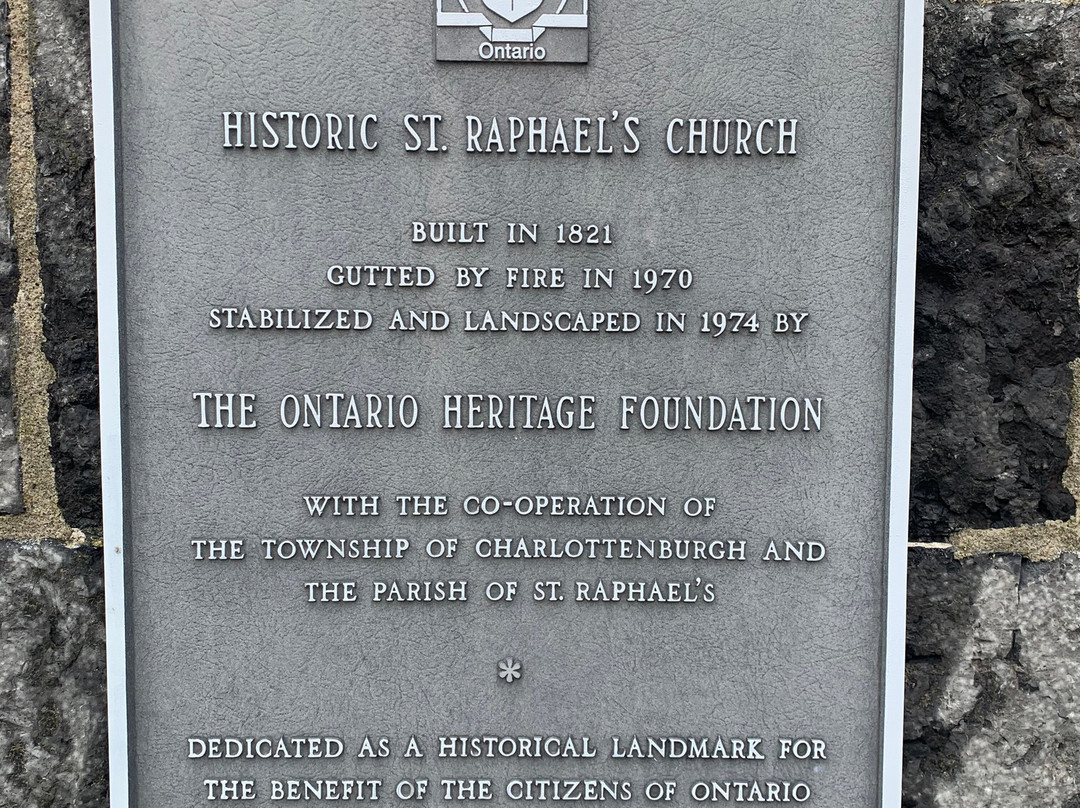 Ontario
HISTORIC ST. RAPHAEL'S CHURCH
BUILT IN 1821
GUTTED BY FIRE IN 1970
STABILIZED AND LANDSCAPED IN 1974 BY
THE ONTARIO HERITAGE FOUNDATION
WITH THE CO-OPERATION OF
THE TOWNSHIP OF CHARLOTTENBURGH AND
THE PARISH OF ST. RAPHAEL'S
*
DEDICATED AS A HISTORICAL LANDMARK FOR
THE BENEFIT OF THE CITIZENS OF ONTARIO